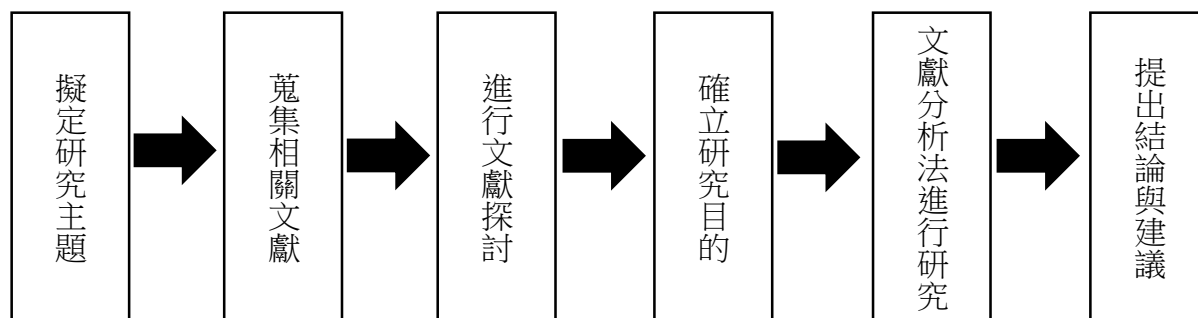 擬定研究主題
蒐集相關文獻
進行文獻探討
確立研究目的
文獻分析法進行研究
提出結論與建議